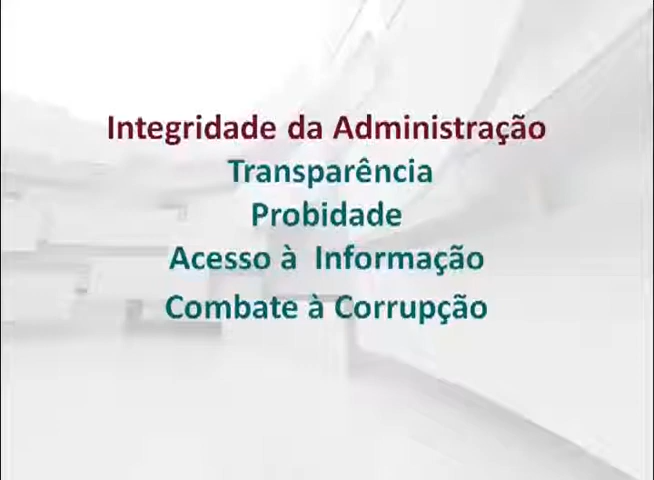 Integridade da Administração
Transparência
Probidade
Acesso à Informação
Combate à Corrupção